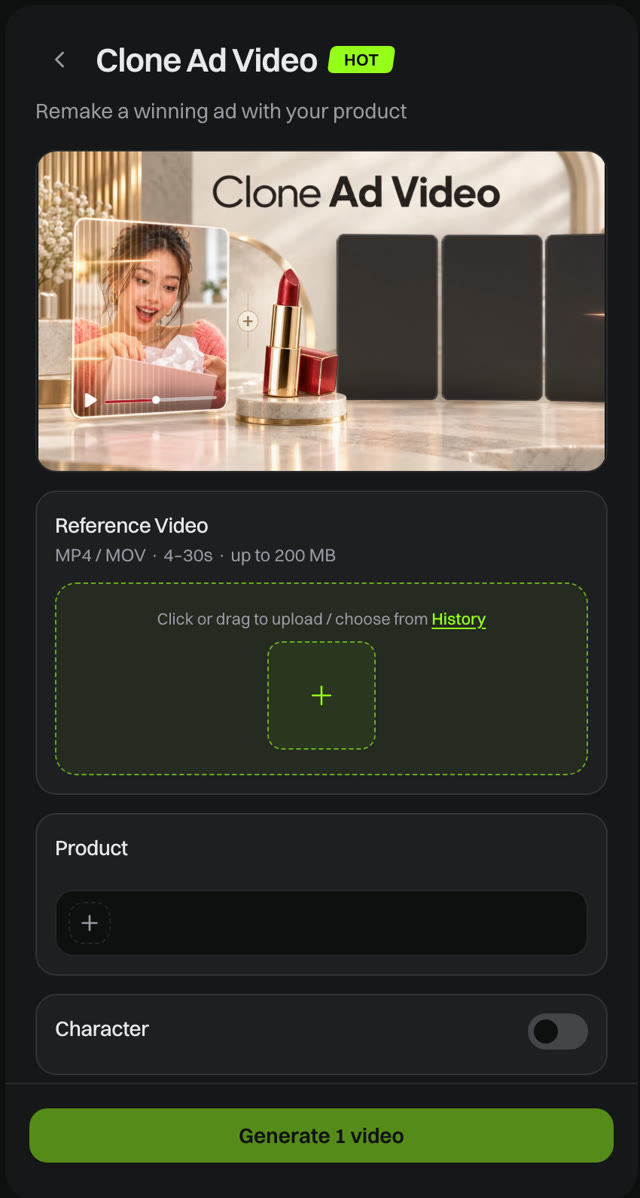 Clone Ad Video HOT
Remake a winning ad with your product
Clone Ad Video
Reference Video
MP4 / MOV · 4–30s · up to 200 MB
Click or drag to upload / choose from History
Product
Character
Generate 1 video